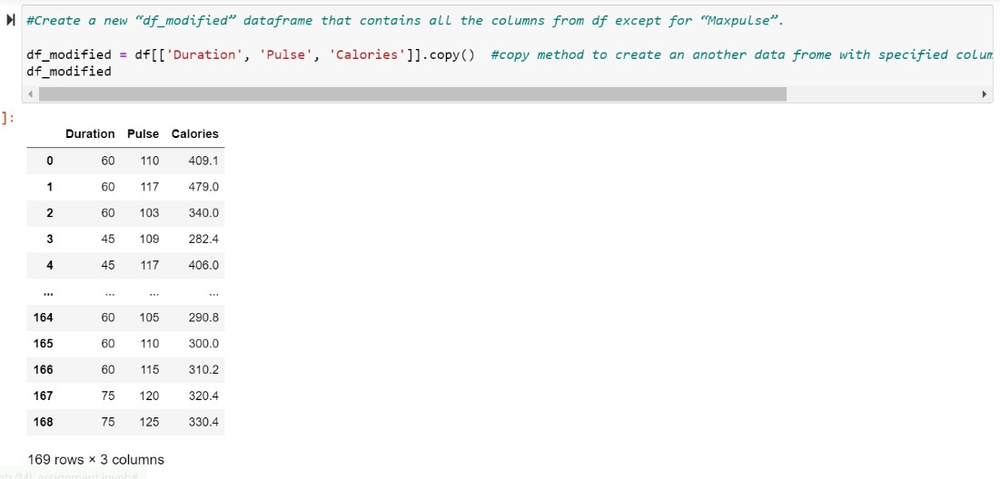 #Create a new “df_modified” dataframe that contains all the columns from df except for “Maxpulse”.
df_modified = df[['Duration', 'Pulse', 'Calories']].copy()  #copy method to create an another data frome with specified colum
df_modified
]:
Duration Pulse Calories
0 60 110 409.1
1 60 117 479.0
2 60 103 340.0
3 45 109 282.4
4 45 117 406.0
... ... ... ...
164 60 105 290.8
165 60 110 300.0
166 60 115 310.2
167 75 120 320.4
168 75 125 330.4
169 rows × 3 columns